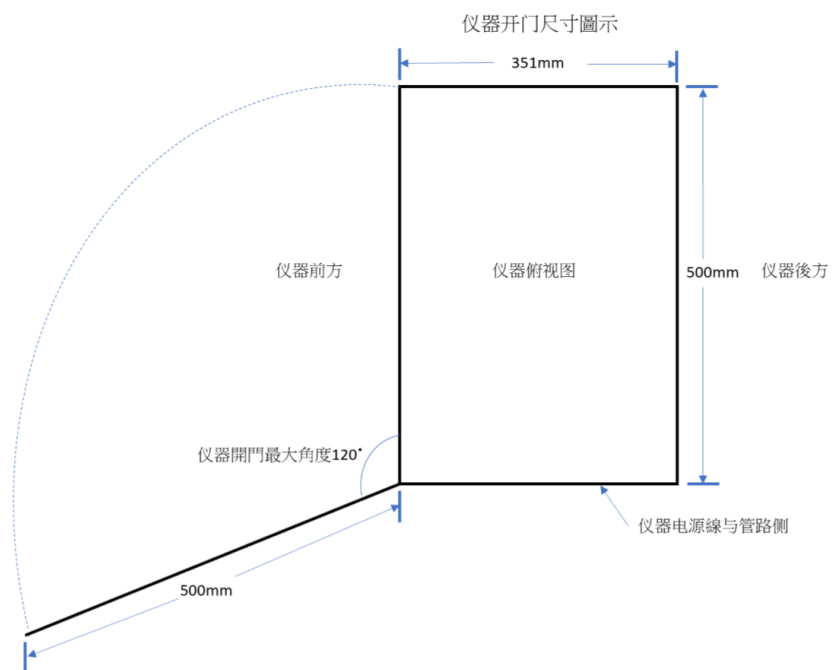 仪器开门尺寸圖示
351mm
仪器前方
仪器俯视图
500mm
仪器後方
仪器開門最大角度120°
仪器电源線与管路侧
500mm